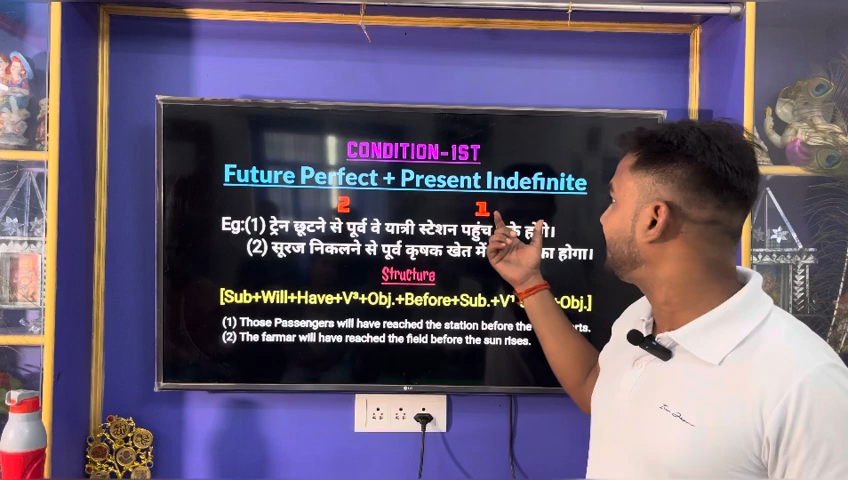 CONDITION-1ST
Future Perfect + Present Indefinite
2 1
Eg:(1) ट्रेन छूटने से पूर्व वे यात्री स्टेशन पहुंच होंगे।
(2) सूरज निकलने से पूर्व कृषक खेत में होगा।
Structure
[Sub+Will+Have+V³+Obj.+Before+Sub.+V¹ Obj.]
(1) Those Passengers will have reached the station before the
(2) The farmar will have reached the field before the sun rises.
LG